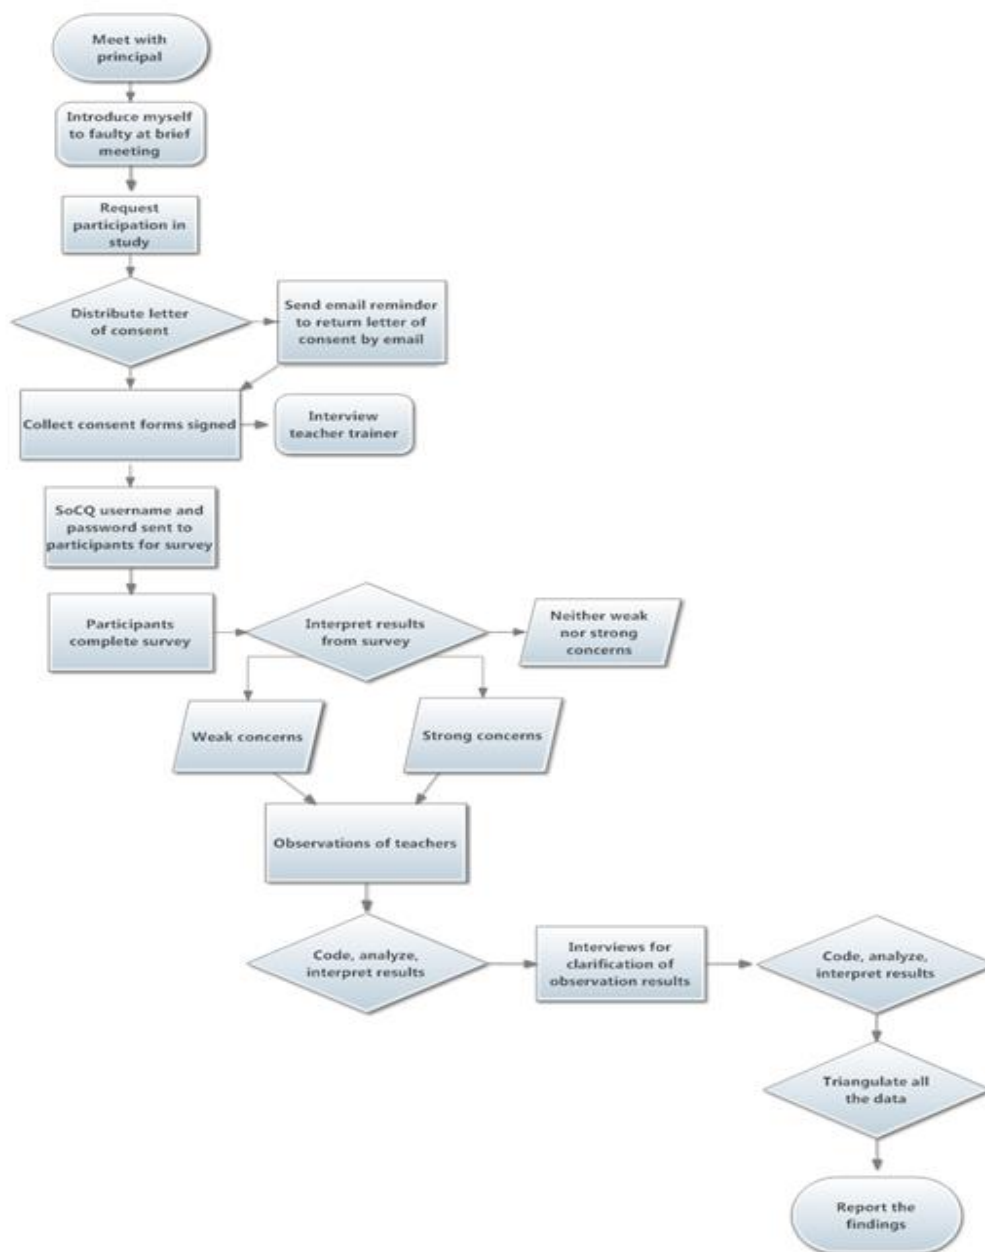 Meet with
principal
Introduce myself
to faulty at brief
meeting
Request
participation in
study
Distribute letter
of consent
Send email reminder
to return letter of
consent by email
Collect consent forms signed
Interview
teacher trainer
SoCQ username and
password sent to
participants for survey
Participants
complete survey
Interpret results
from survey
Neither weak
nor strong
concerns
Weak concerns
Strong concerns
Observations of teachers
Code, analyze,
interpret results
Interviews for
clarification of
observation results
Code, analyze,
interpret results
Triangulate all
the data
Report the
findings